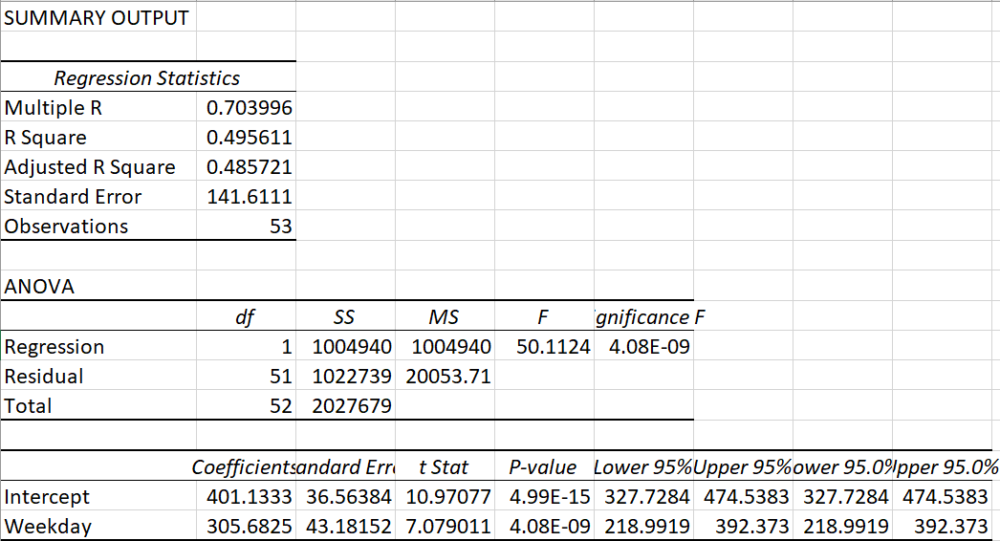 SUMMARY OUTPUT
Regression Statistics
Multiple R 0.703996
R Square 0.495611
Adjusted R Square 0.485721
Standard Error 141.6111
Observations 53
ANOVA
df SS MS F gnificance F
Regression 1 1004940 1004940 50.1124 4.08E-09
Residual 51 1022739 20053.71
Total 52 2027679
Coefficients andard Erro t Stat P-value Lower 95% Upper 95% ower 95.0% pper 95.0%
Intercept 401.1333 36.56384 10.97077 4.99E-15 327.7284 474.5383 327.7284 474.5383
Weekday 305.6825 43.18152 7.079011 4.08E-09 218.9919 392.373 218.9919 392.373